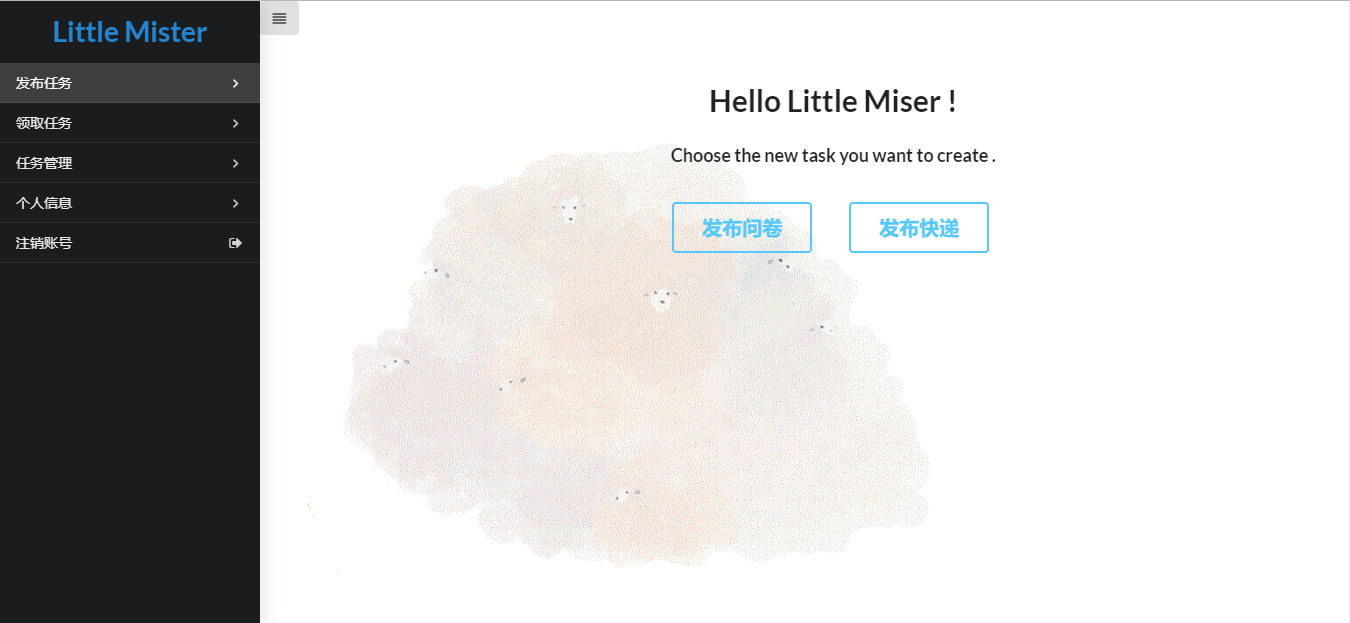 Little Mister
发布任务
领取任务
任务管理
个人信息
注销账号
Hello Little Miser !
Choose the new task you want to create .
发布问卷 发布快递